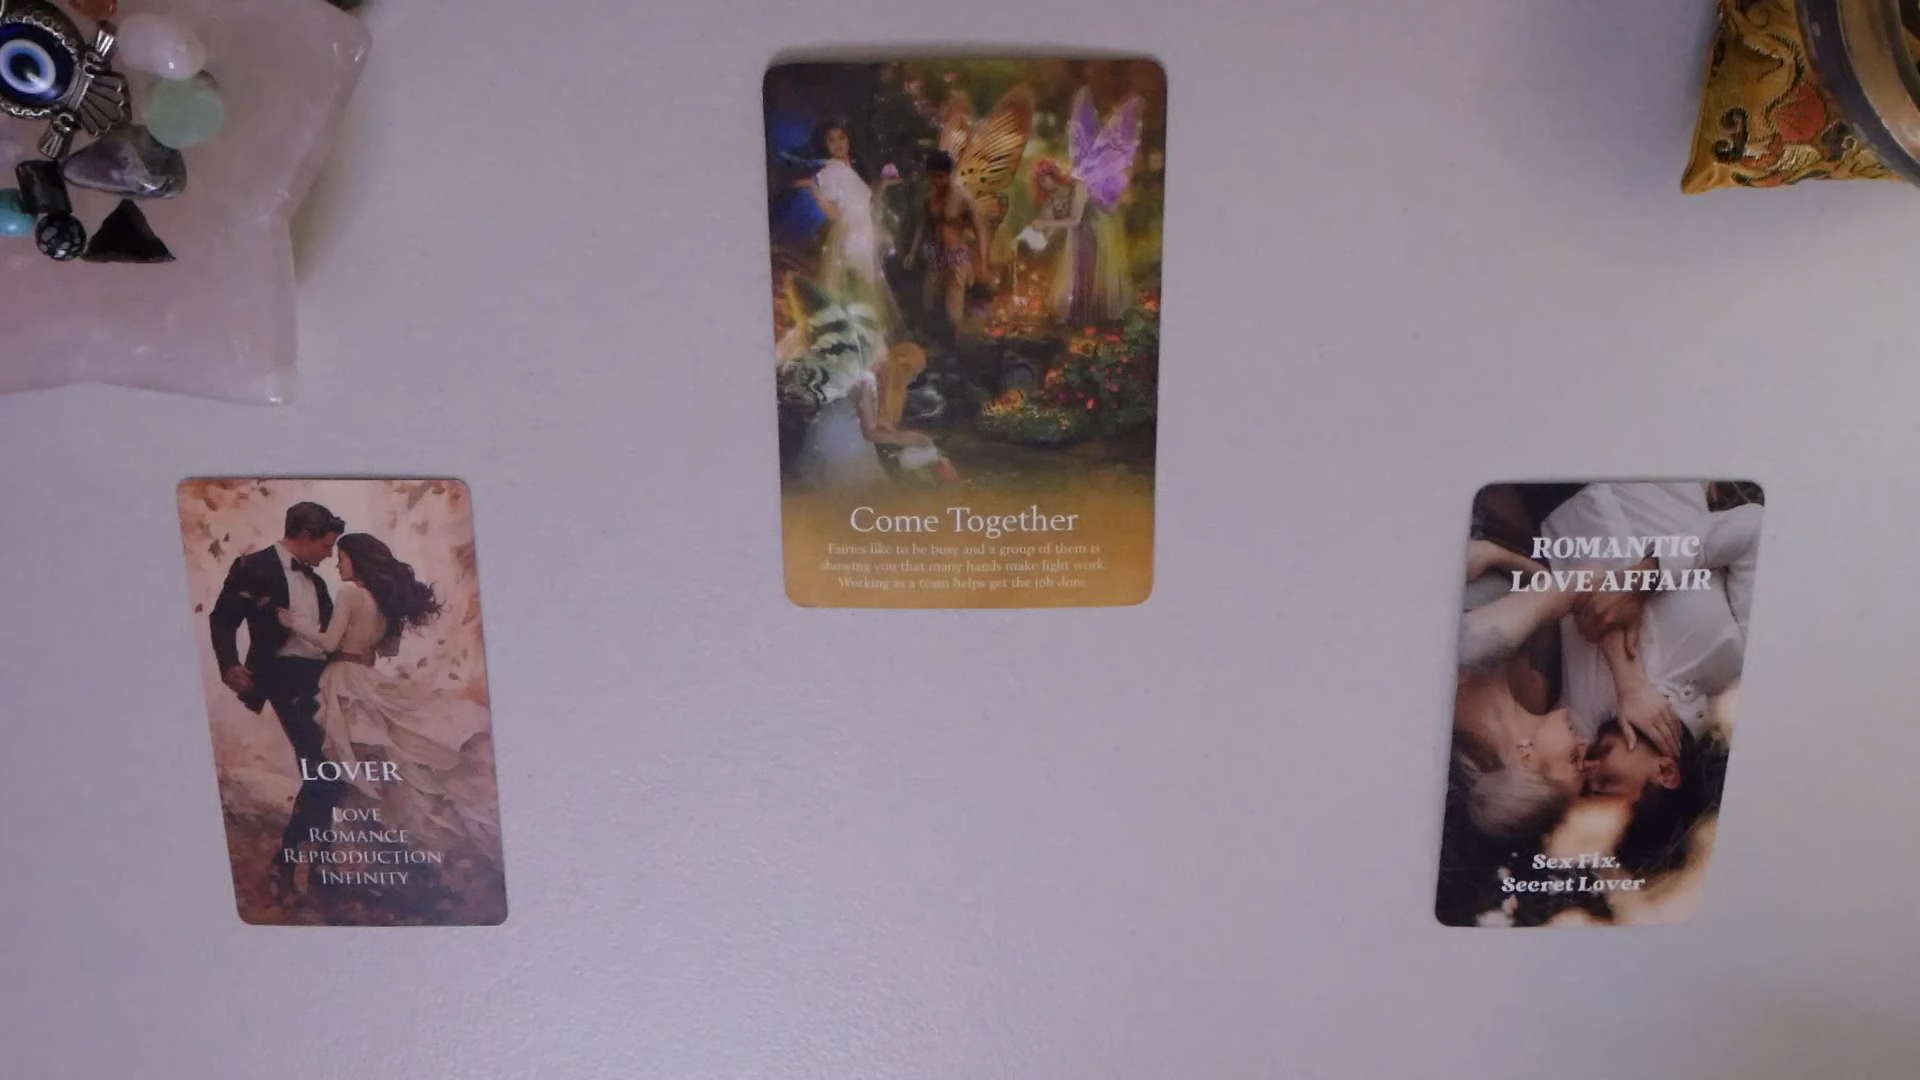 Come Together
Fairies like to be busy and a group of them is
showing you that many hands make light work.
Working as a team helps get the job done
LOVER
LOVE
ROMANCE
REPRODUCTION
INFINITY
ROMANTIC
LOVE AFFAIR
Sex Fix,
Secret Lover